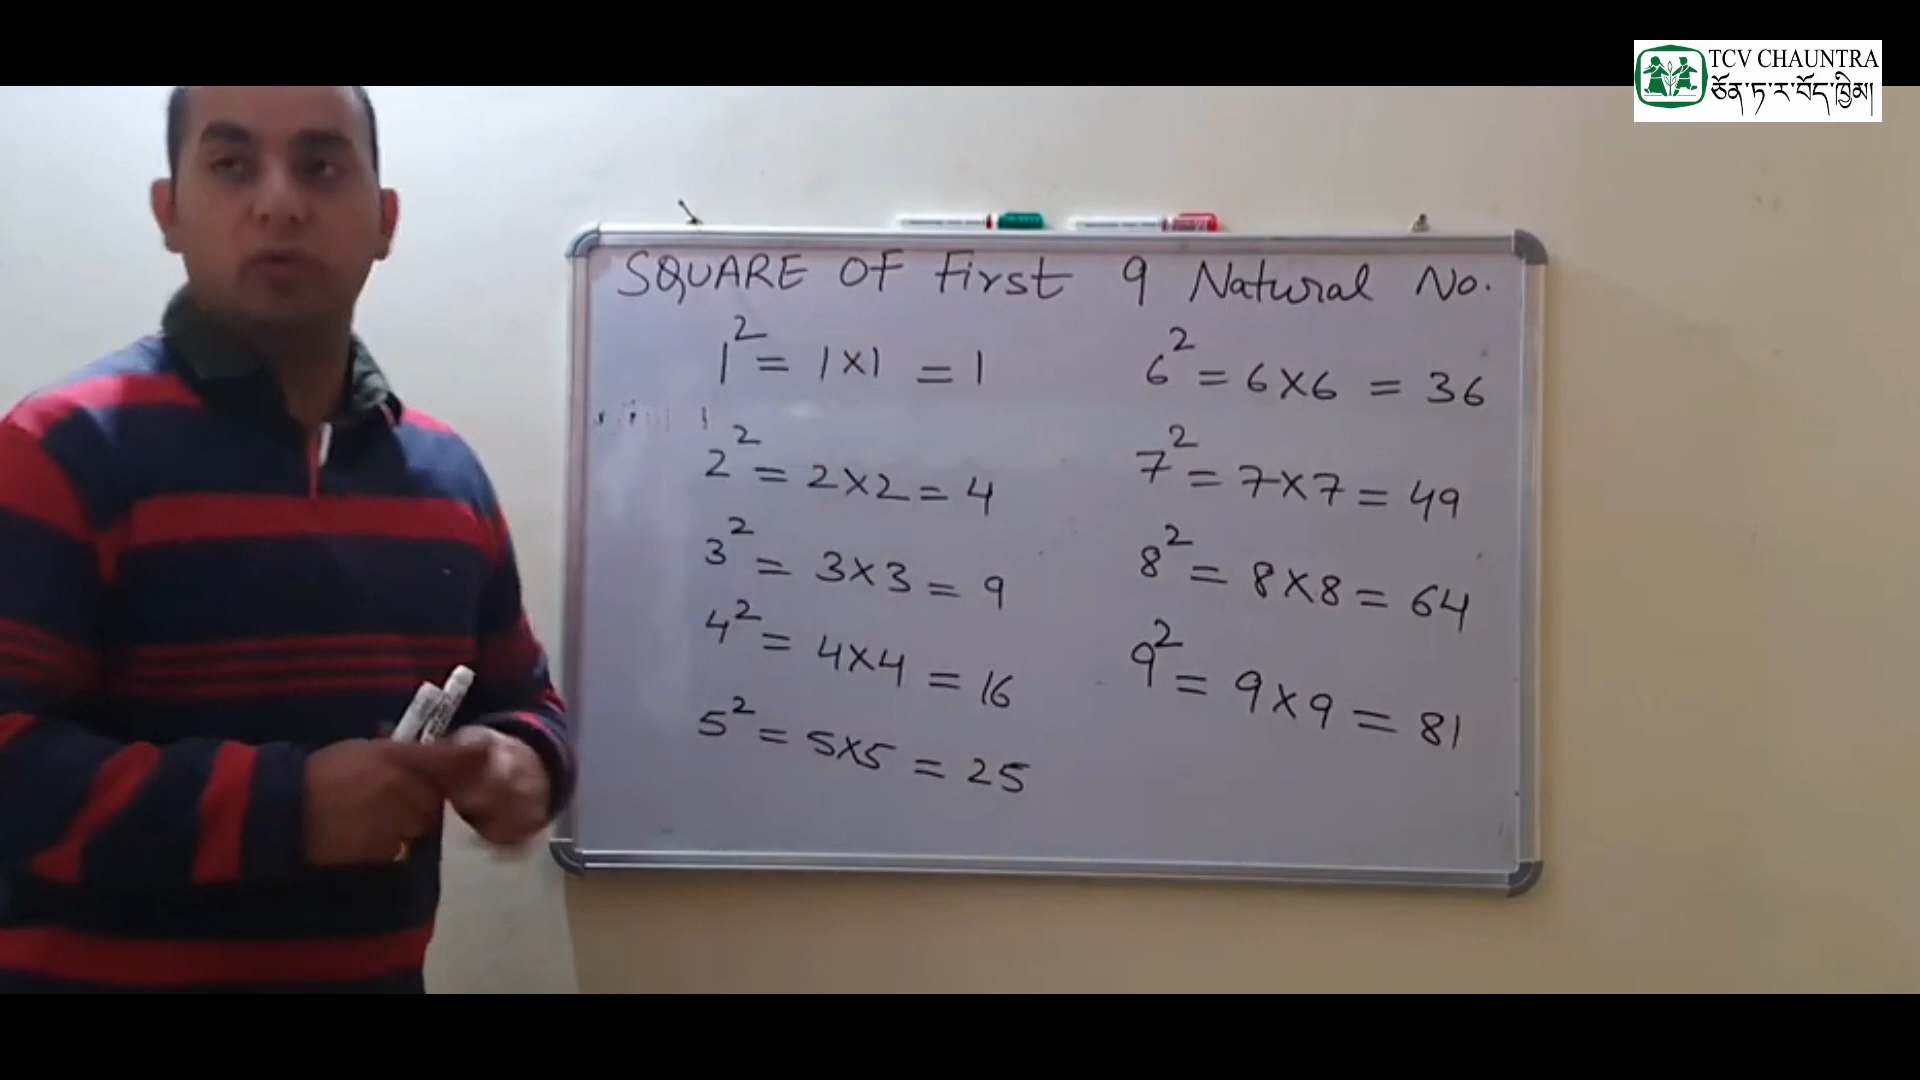 TCV CHAUNTRA
ཅོན་ཏ་ར་བོད་ཁྱིམ།
SQUARE OF First 9 Natural No.
1² = 1×1 = 1
2² = 2×2 = 4
3² = 3×3 = 9
4² = 4×4 = 16
5² = 5×5 = 25
6² = 6×6 = 36
7² = 7×7 = 49
8² = 8×8 = 64
9² = 9×9 = 81